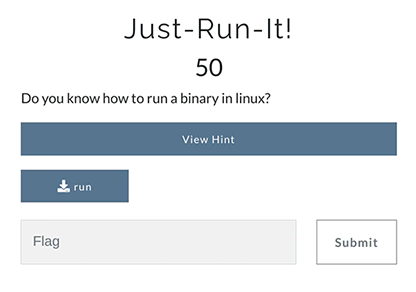 Just-Run-It!
50
Do you know how to run a binary in linux?
View Hint
run
Flag
Submit